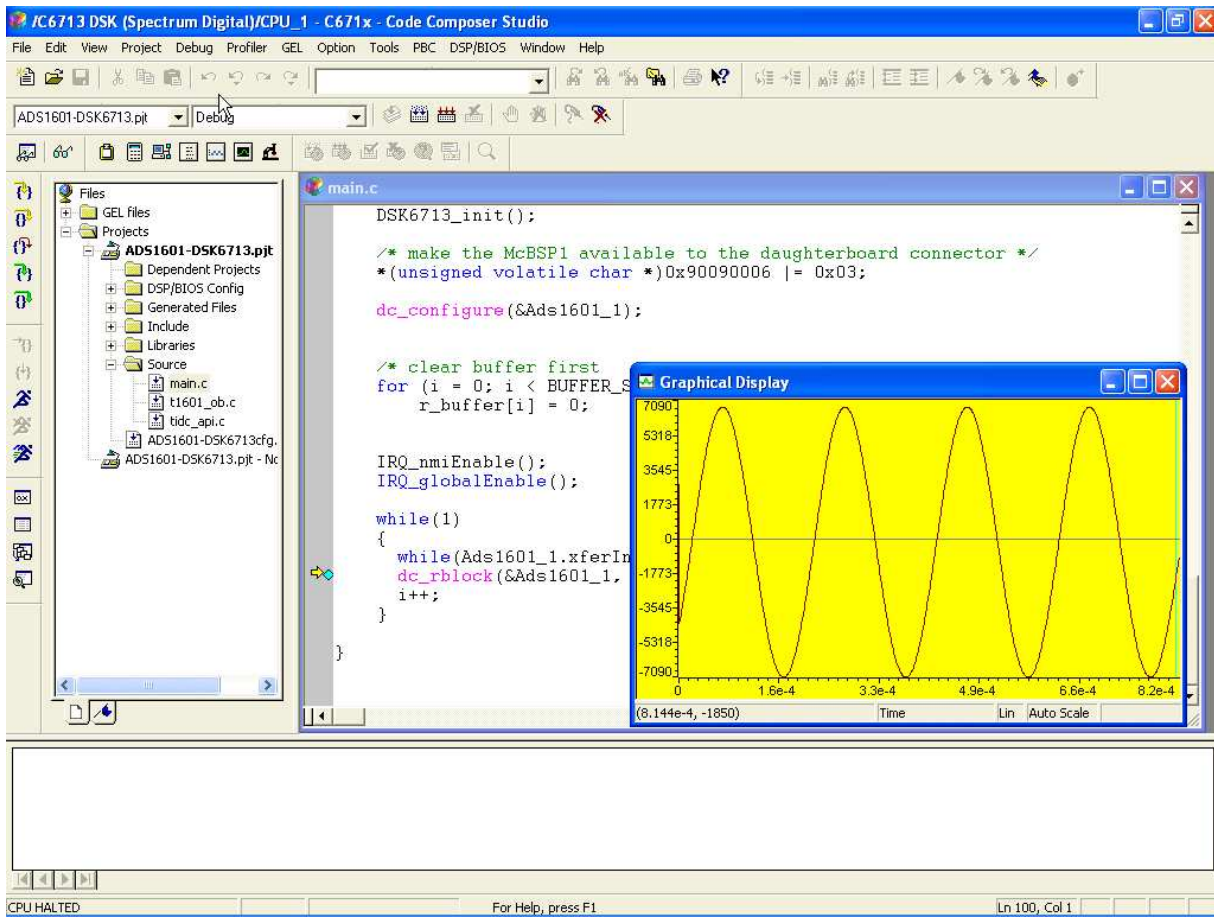 /C6713 DSK (Spectrum Digital)/CPU_1 - C671x - Code Composer Studio
File Edit View Project Debug Profiler GEL Option Tools PBC DSP/BIOS Window Help
ADS1601-DSK6713.pjt
Debug
Files
GEL files
Projects
ADS1601-DSK6713.pjt
Dependent Projects
DSP/BIOS Config
Generated Files
Include
Libraries
Source
main.c
t1601_ob.c
tidc_api.c
ADS1601-DSK6713cfg.
ADS1601-DSK6713.pjt - Nc
main.c
DSK6713_init();
/* make the McBSP1 available to the daughterboard connector */
*(unsigned volatile char *)0x90090006 |= 0x03;
dc_configure(&Ads1601_1);
/* clear buffer first
for (i = 0; i < BUFFER_S
r_buffer[i] = 0;
IRQ_nmiEnable();
IRQ_globalEnable();
while(1)
{
while(Ads1601_1.xferIn
dc_rblock(&Ads1601_1,
i++;
}
}
Graphical Display
7090
5318
3545
1773
0
-1773
-3545
-5318
-7090
0 1.6e-4 3.3e-4 4.9e-4 6.6e-4 8.2e-4
(8.144e-4, -1850) Time Lin Auto Scale
CPU HALTED For Help, press F1 Ln 100, Col 1